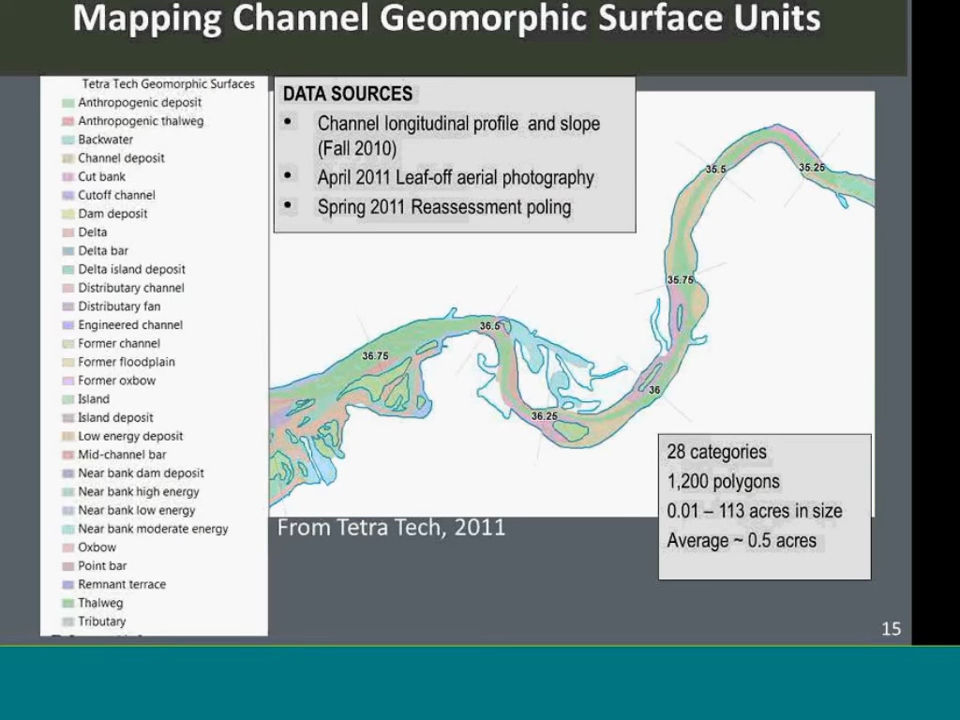 Mapping Channel Geomorphic Surface Units
Tetra Tech Geomorphic Surfaces
Anthropogenic deposit
Anthropogenic thalweg
Backwater
Channel deposit
Cut bank
Cutoff channel
Dam deposit
Delta
Delta bar
Delta island deposit
Distributary channel
Distributary fan
Engineered channel
Former channel
Former floodplain
Former oxbow
Island
Island deposit
Low energy deposit
Mid-channel bar
Near bank dam deposit
Near bank high energy
Near bank low energy
Near bank moderate energy
Oxbow
Point bar
Remnant terrace
Thalweg
Tributary
DATA SOURCES
• Channel longitudinal profile and slope
(Fall 2010)
• April 2011 Leaf-off aerial photography
• Spring 2011 Reassessment poling
35.5
35.25
35.75
36.5
36.75
36
36.25
28 categories
1,200 polygons
0.01 – 113 acres in size
Average ~ 0.5 acres
From Tetra Tech, 2011
15